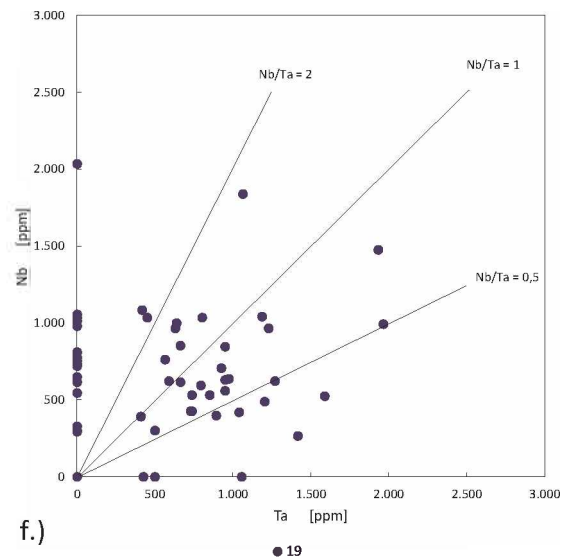 3.000
2.500
2.000
1.500
1.000
500
0
Nb [ppm]
Nb/Ta = 2
Nb/Ta = 1
Nb/Ta = 0,5
0 500 1.000 1.500 2.000 2.500 3.000
Ta [ppm]
f.)
19